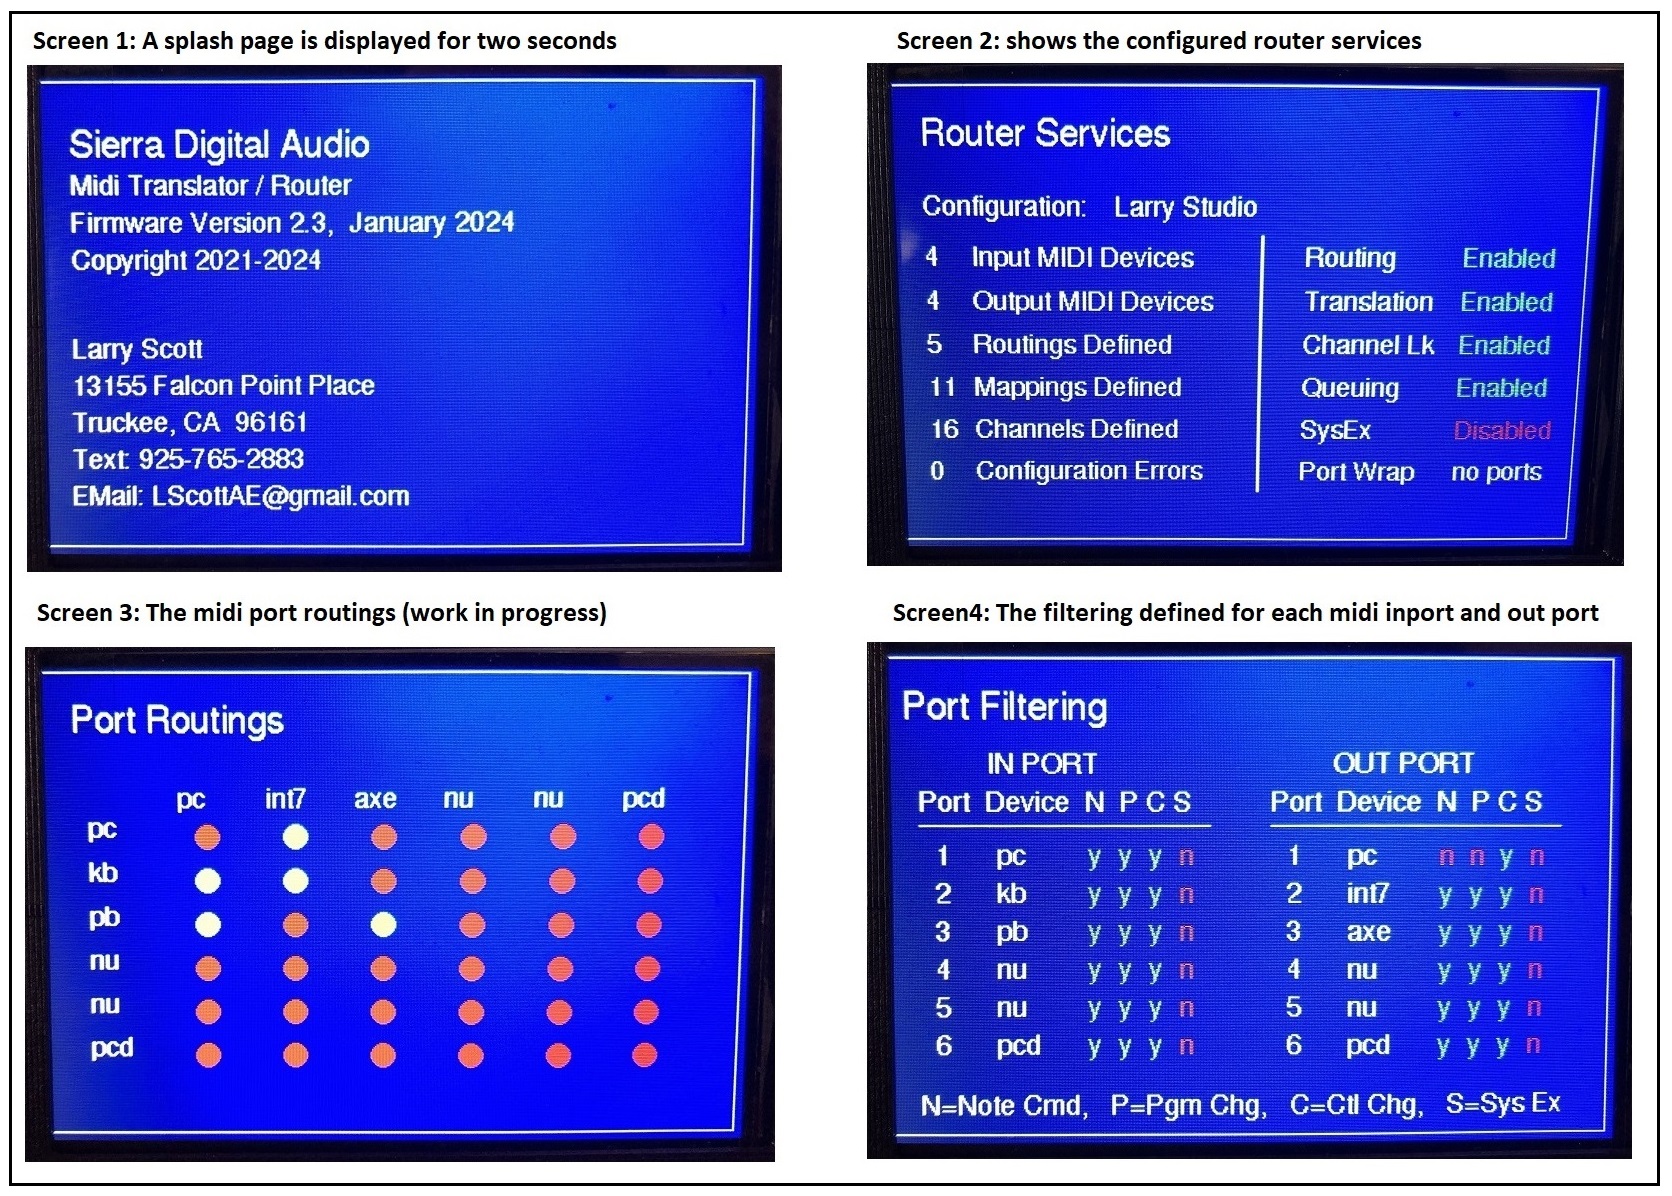 Screen 1: A splash page is displayed for two seconds
Sierra Digital Audio
Midi Translator / Router
Firmware Version 2.3,  January 2024
Copyright 2021-2024
Larry Scott
13155 Falcon Point Place
Truckee, CA  96161
Text: 925-765-2883
EMail: LScottAE@gmail.com
Screen 2: shows the configured router services
Router Services
Configuration:   Larry Studio
4   Input MIDI Devices   Routing   Enabled
4   Output MIDI Devices   Translation   Enabled
5   Routings Defined   Channel Lk   Enabled
11   Mappings Defined   Queuing   Enabled
16   Channels Defined   SysEx   Disabled
0   Configuration Errors   Port Wrap   no ports
Screen 3: The midi port routings (work in progress)
Port Routings
pc   int7   axe   nu   nu   pcd
pc
kb
pb
nu
nu
pcd
Screen4: The filtering defined for each midi inport and out port
Port Filtering
IN PORT   OUT PORT
Port Device N P C S   Port Device N P C S
1 pc y y y n   1 pc n n y n
2 kb y y y n   2 int7 y y y n
3 pb y y y n   3 axe y y y n
4 nu y y y n   4 nu y y y n
5 nu y y y n   5 nu y y y n
6 pcd y y y n   6 pcd y y y n
N=Note Cmd,   P=Pgm Chg,   C=Ctl Chg,   S=Sys Ex